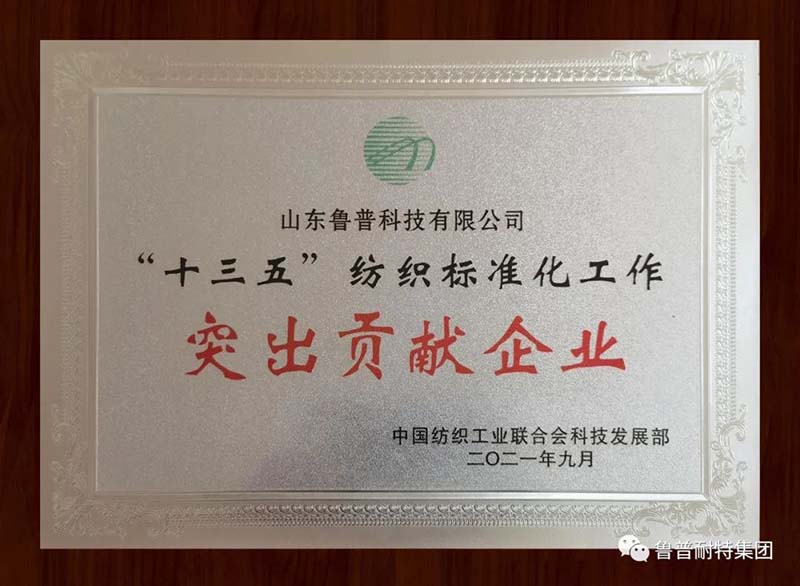 山东鲁普科技有限公司
“十三五”纺织标准化工作
突出贡献企业
中国纺织工业联合会科技发展部
二〇二一年九月
鲁普耐特集团